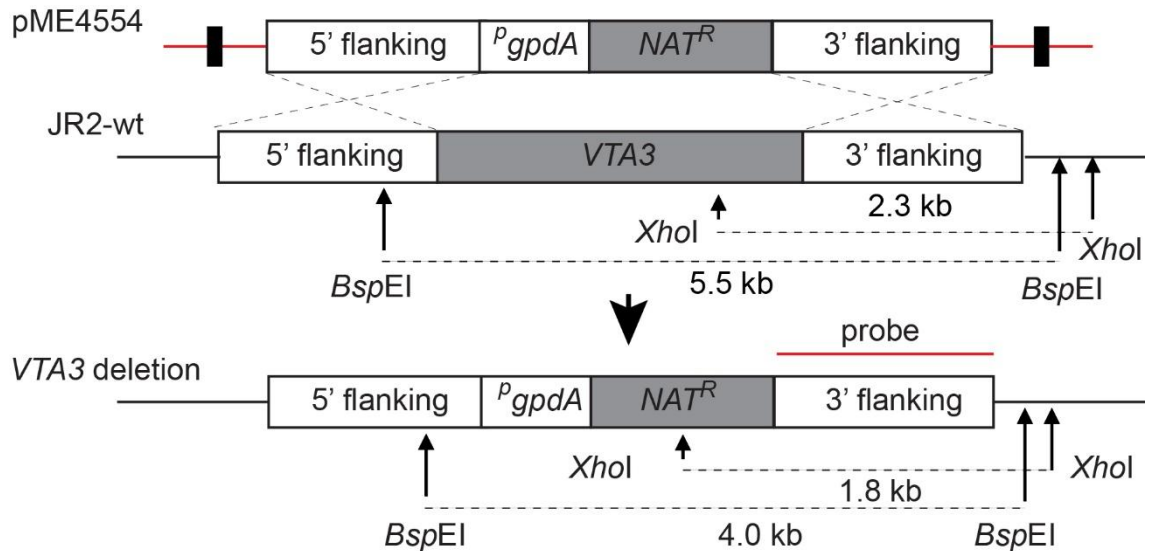 pME4554
5’ flanking pgpdA NATR 3’ flanking
JR2-wt
5’ flanking VTA3 3’ flanking
2.3 kb
XhoI XhoI
BspEI 5.5 kb BspEI
probe
VTA3 deletion
5’ flanking pgpdA NATR 3’ flanking
XhoI XhoI
1.8 kb
BspEI 4.0 kb BspEI